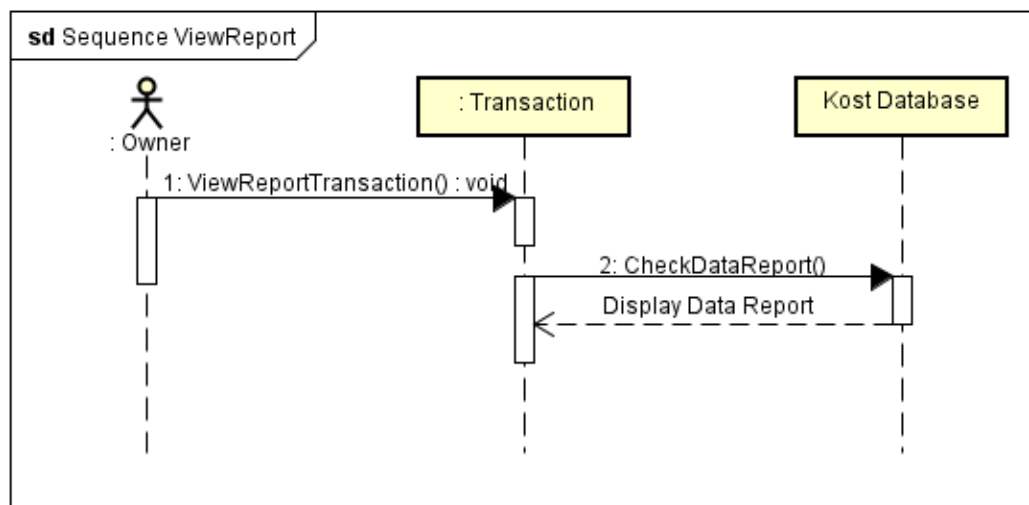 sd Sequence ViewReport
: Transaction
Kost Database
: Owner
1: ViewReportTransaction() : void
2: CheckDataReport()
Display Data Report